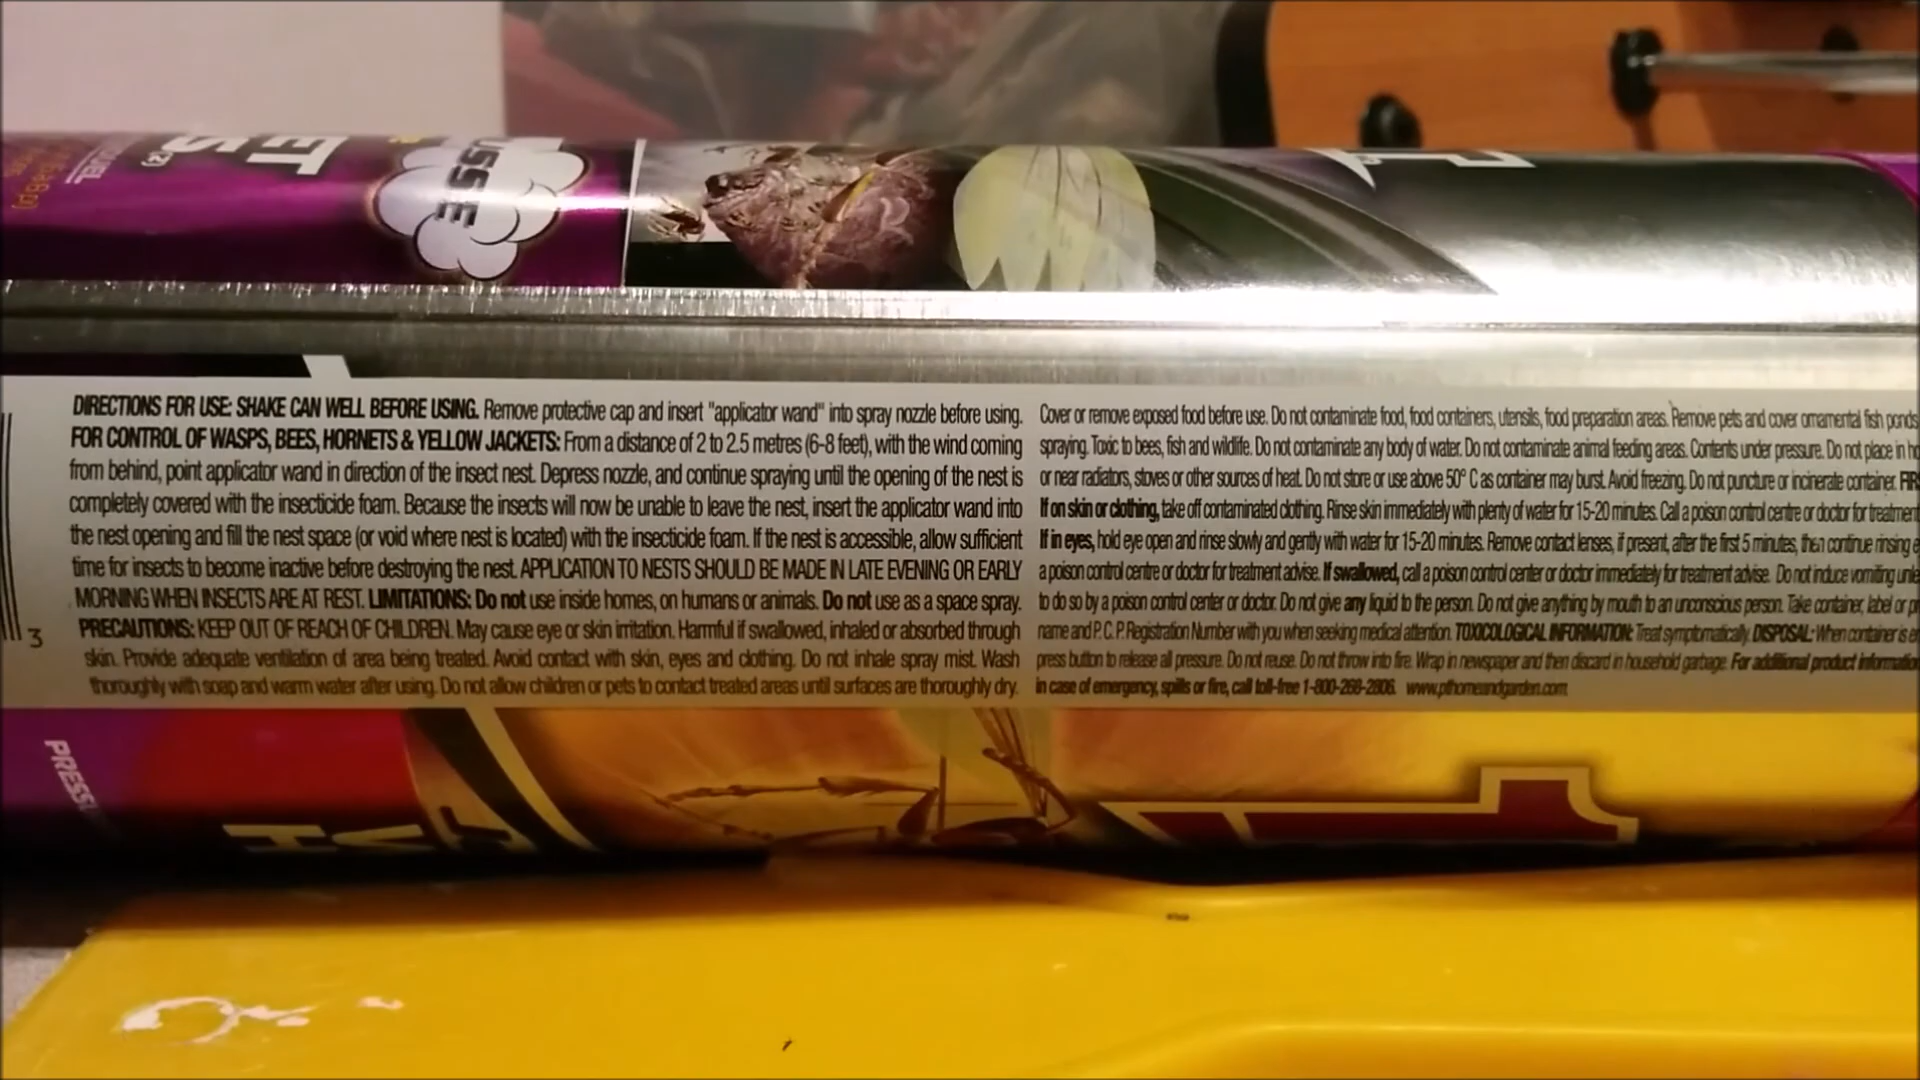 ET
S
(2)
USSE
DIRECTIONS FOR USE: SHAKE CAN WELL BEFORE USING. Remove protective cap and insert "applicator wand" into spray nozzle before using.
FOR CONTROL OF WASPS, BEES, HORNETS & YELLOW JACKETS: From a distance of 2 to 2.5 metres (6-8 feet), with the wind coming
from behind, point applicator wand in direction of the insect nest. Depress nozzle, and continue spraying until the opening of the nest is
completely covered with the insecticide foam. Because the insects will now be unable to leave the nest, insert the applicator wand into
the nest opening and fill the nest space (or void where nest is located) with the insecticide foam. If the nest is accessible, allow sufficient
time for insects to become inactive before destroying the nest. APPLICATION TO NESTS SHOULD BE MADE IN LATE EVENING OR EARLY
MORNING WHEN INSECTS ARE AT REST. LIMITATIONS: Do not use inside homes, on humans or animals. Do not use as a space spray.
PRECAUTIONS: KEEP OUT OF REACH OF CHILDREN. May cause eye or skin irritation. Harmful if swallowed, inhaled or absorbed through
skin. Provide adequate ventilation of area being treated. Avoid contact with skin, eyes and clothing. Do not inhale spray mist. Wash
thoroughly with soap and warm water after using. Do not allow children or pets to contact treated areas until surfaces are thoroughly dry.
Cover or remove exposed food before use. Do not contaminate food, food containers, utensils, food preparation areas. Remove pets and cover ornamental fish ponds
spraying. Toxic to bees, fish and wildlife. Do not contaminate any body of water. Do not contaminate animal feeding areas. Contents under pressure. Do not place in
or near radiators, stoves or other sources of heat. Do not store or use above 50° C as container may burst. Avoid freezing. Do not puncture or incinerate container.
If on skin or clothing, take off contaminated clothing. Rinse skin immediately with plenty of water for 15-20 minutes. Call a poison control centre or doctor for treatment
If in eyes, hold eye open and rinse slowly and gently with water for 15-20 minutes. Remove contact lenses, if present, after the first 5 minutes, then continue rinsing
a poison control centre or doctor for treatment advise. If swallowed, call a poison control center or doctor immediately for treatment advise. Do not induce vomiting
to do so by a poison control center or doctor. Do not give any liquid to the person. Do not give anything by mouth to an unconscious person. Take container, label or
name and P. C. P. Registration Number with you when seeking medical attention. TOXICOLOGICAL INFORMATION: Treat symptomatically. DISPOSAL: When container is
press button to release all pressure. Do not reuse. Do not throw into fire. Wrap in newspaper and then discard in household garbage. For additional product information
in case of emergency, spills or fire, call toll-free 1-800-268-2806. www.pthomeandgarden.com
3
PRESS